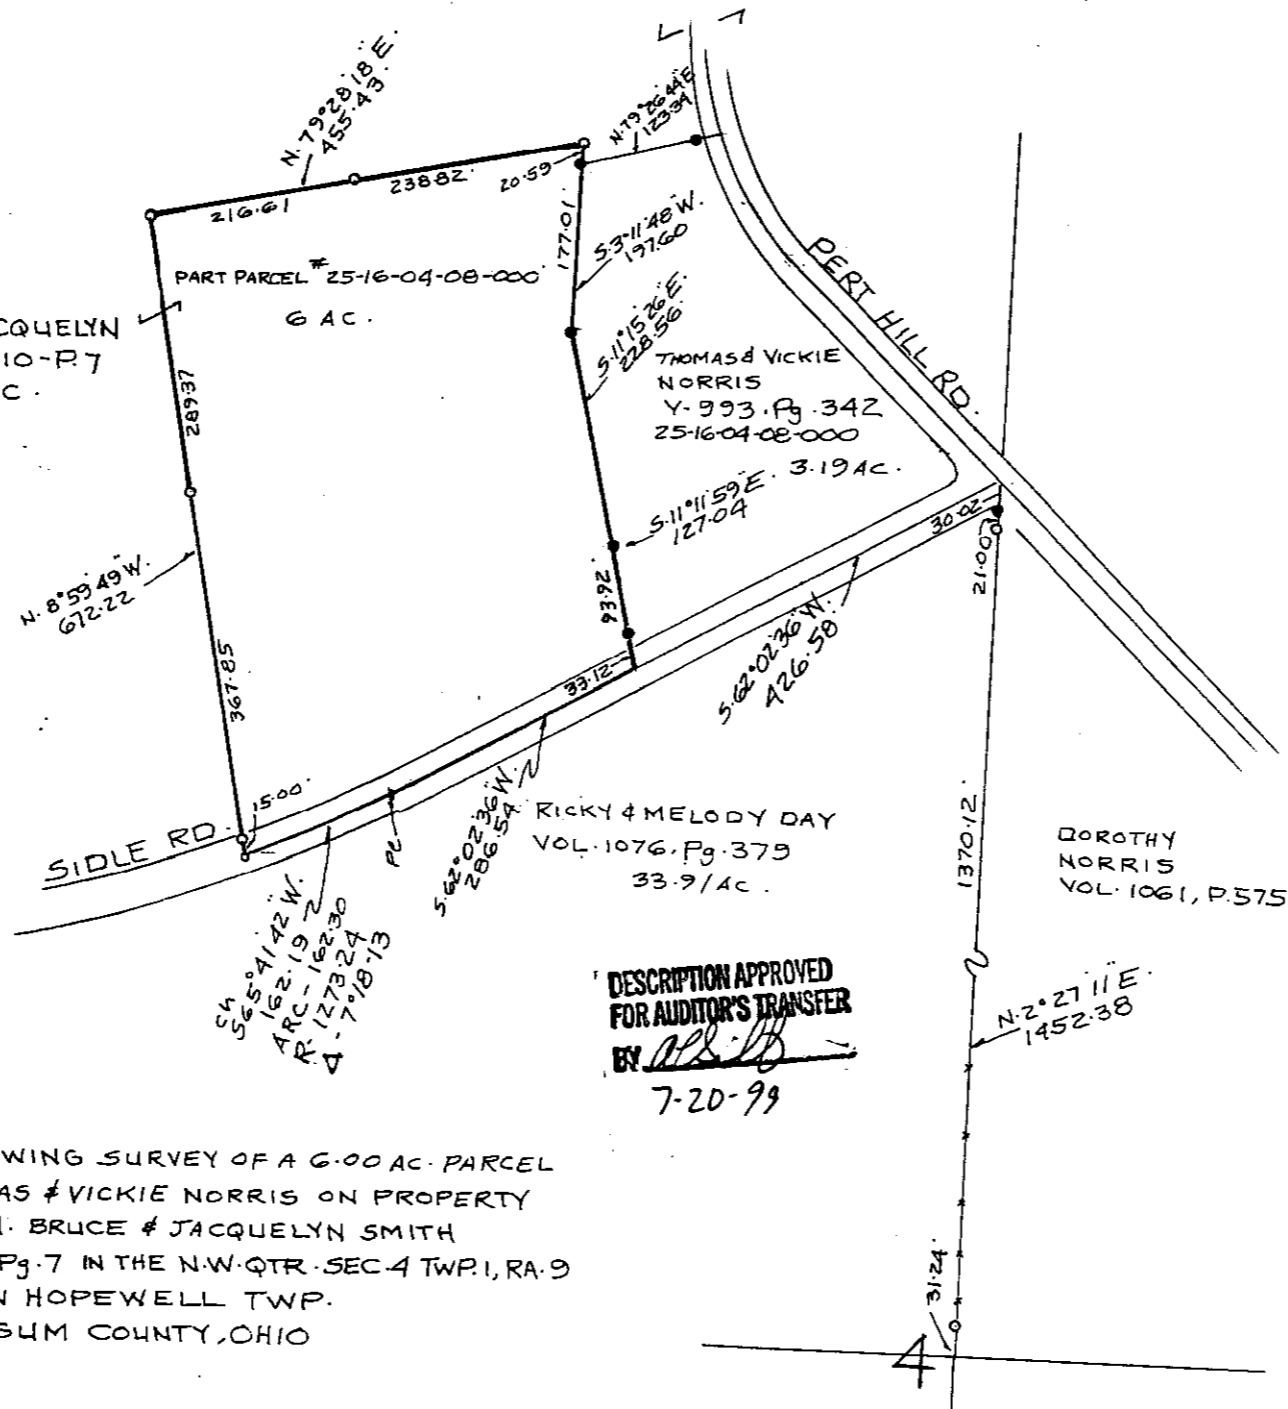 N. 79°28'18"E.
455.43'
N. 79°26'44"E
123.34
238.82'
20.59
216.61
177.01'
S.3°11'48"W.
197.60
PART PARCEL # 25-16-04-08-000
6 AC.
CQUELYN
10-P.7
C.
S.11°15'26"E.
228.56'
THOMAS & VICKIE
NORRIS
Y-993.Pg.342
25-16-04-08-000
3.19 AC.
PERT HILL RD.
289.37
S.11°11'59"E.
127.04
30.02
21.00
N. 8°59'49"W.
672.22
93.92'
S.62°02'36"W.
426.58'
33.12
367.85
15.00'
SIDLE RD.
PC
S.62°02'36"W.
286.54'
RICKY & MELODY DAY
VOL.1076.Pg.379
33.91AC.
1370.12'
DOROTHY
NORRIS
VOL.1061, P.575
Ch
S65°41'42"W.
162.19
ARC-162.30
R-1273.24
Δ-7°18'13
DESCRIPTION APPROVED
FOR AUDITOR'S TRANSFER
BY
7-20-99
N.2°27'11"E.
1452.38
WING SURVEY OF A 6.00 AC. PARCEL
AS & VICKIE NORRIS ON PROPERTY
. BRUCE & JACQUELYN SMITH
Pg.7 IN THE N.W.QTR.SEC.4 TWP.1, RA.9
N HOPEWELL TWP.
GUM COUNTY, OHIO
31.24'
4